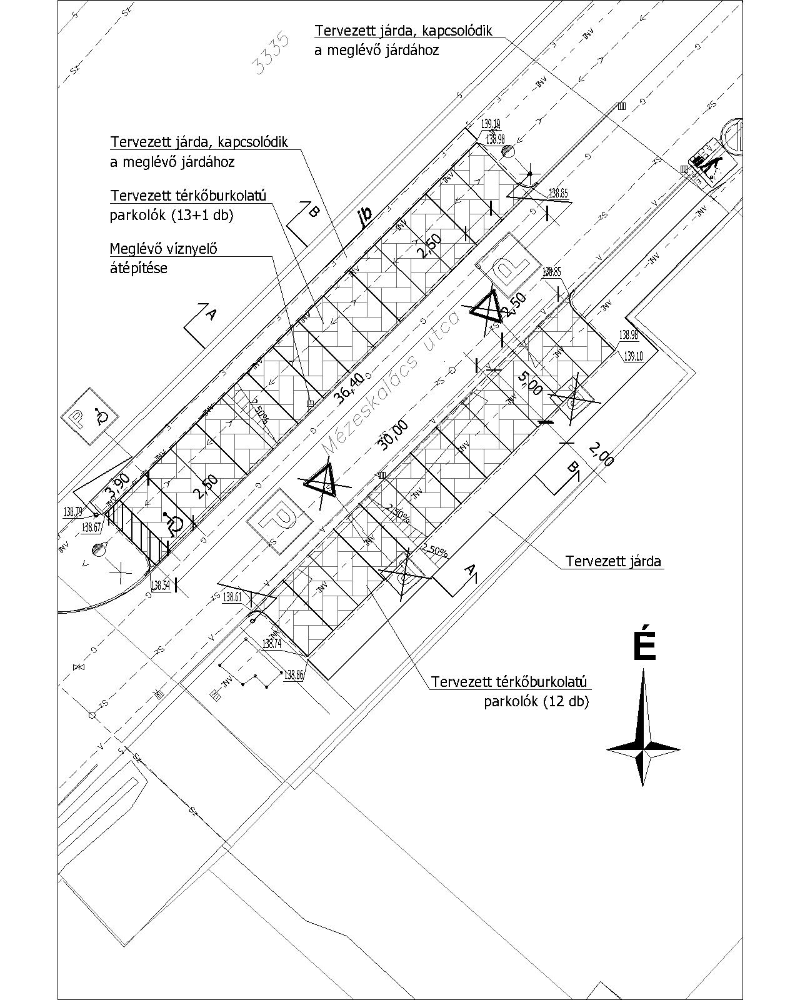 Tervezett járda, kapcsolódik
a meglévő járdához
3335
Tervezett járda, kapcsolódik
a meglévő járdához
Tervezett térkőburkolatú
parkolók (13+1 db)
Meglévő víznyelő
átépítése
139.10
138.98
138.85
B
jb
A
2,50
138.85
2,50
138.98
139.10
Mézeskalács utca
36,40
5,00
2.50%
30,00
2,00
B
P
3,90
2,50
138.79
138.67
2.50%
2.50%
138.54
138.61
A
Tervezett járda
138.74
138.86
Tervezett térkőburkolatú
parkolók (12 db)
É